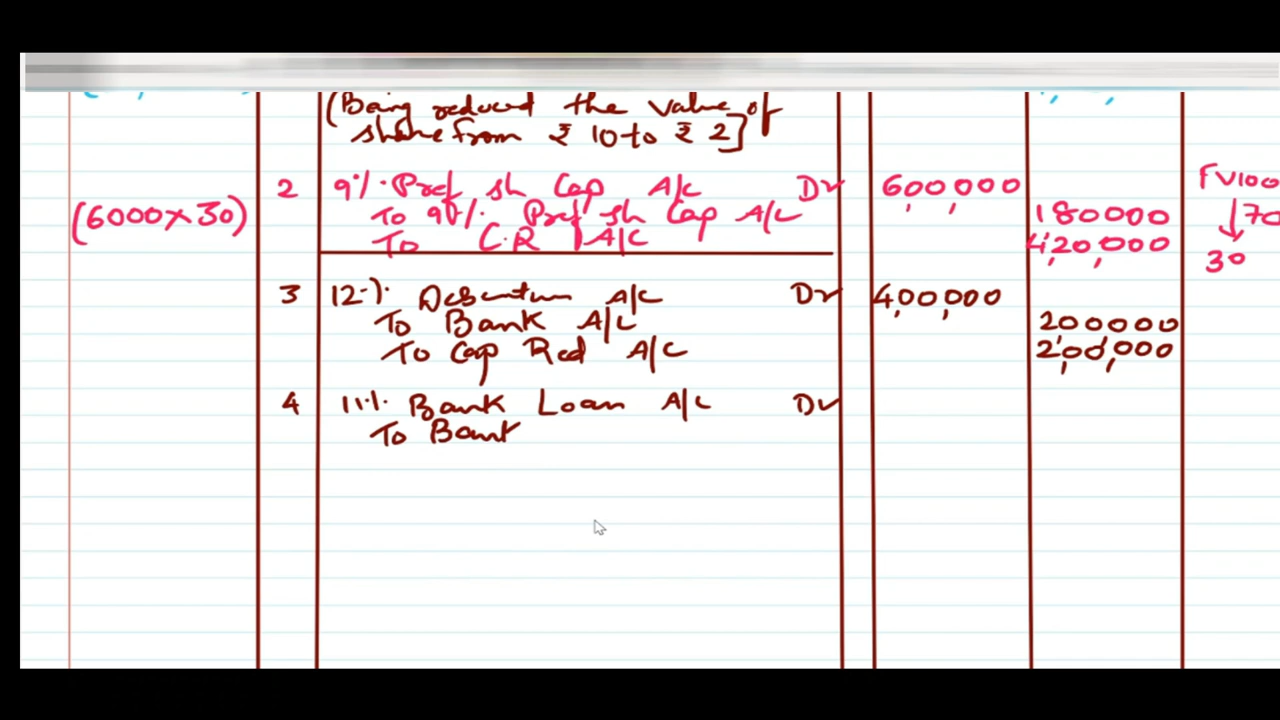 (Being reduced the value of
share from ₹ 10 to ₹ 2)]
2 9%. Pref sh Cap A/c Dr 600,000 FV100
(6000×30) To 9%. Pref sh Cap A/c 180000 ↓70
To C.R A/C 420,000 30
3 12%. Debenture A/C Dr 400,000
To Bank A/C 200000
To Cap Red A/C 200,000
4 11%. Bank Loan A/C Dr
To Bank